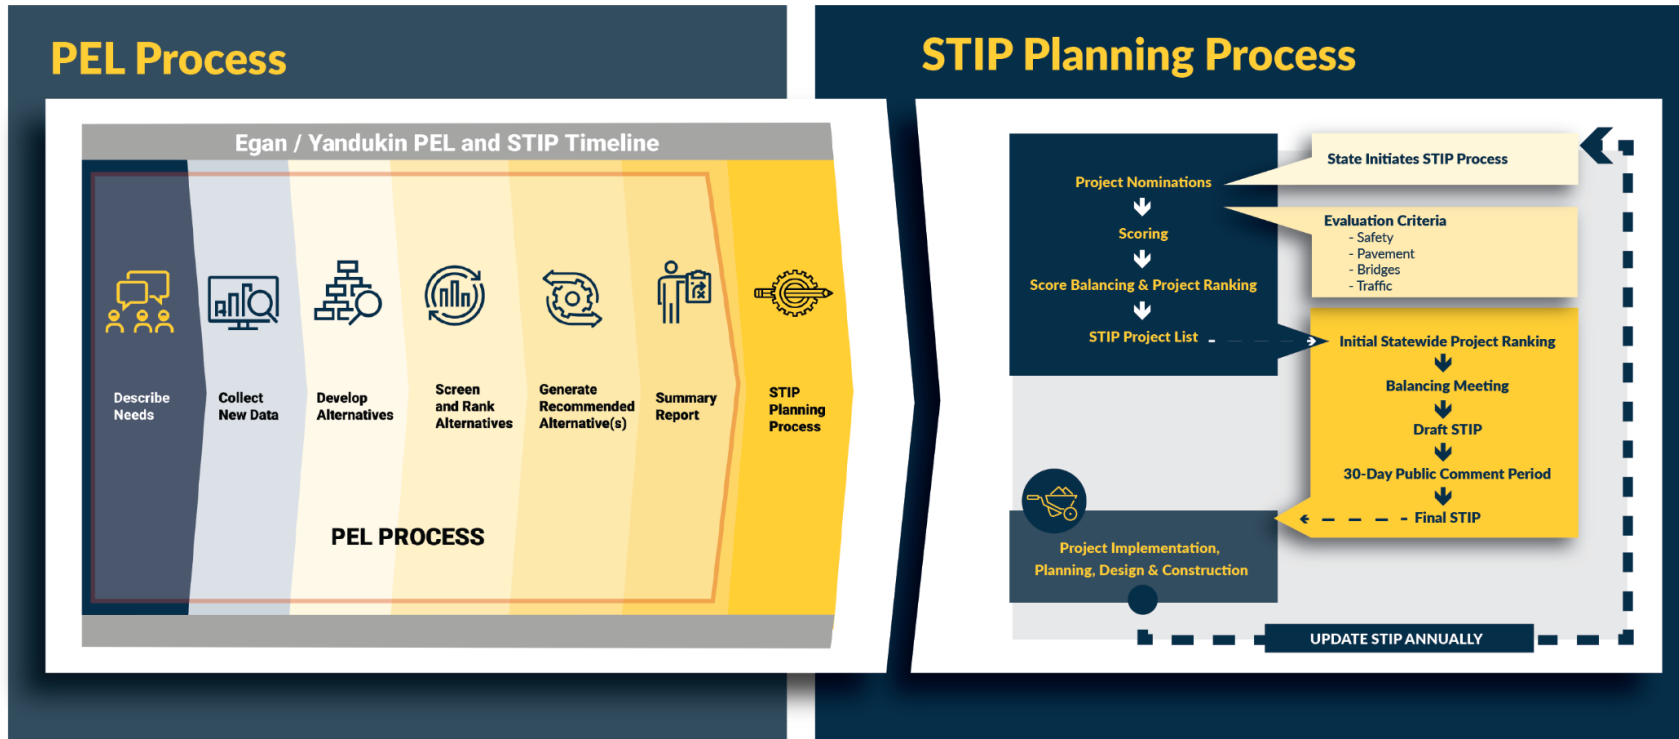 PEL Process
Egan / Yandukin PEL and STIP Timeline
Describe
Needs
Collect
New Data
Develop
Alternatives
Screen
and Rank
Alternatives
Generate
Recommended
Alternative(s)
Summary
Report
STIP
Planning
Process
PEL PROCESS
STIP Planning Process
Project Nominations
Scoring
Score Balancing & Project Ranking
STIP Project List
State Initiates STIP Process
Evaluation Criteria
- Safety
- Pavement
- Bridges
- Traffic
Initial Statewide Project Ranking
Balancing Meeting
Draft STIP
30-Day Public Comment Period
Final STIP
Project Implementation,
Planning, Design & Construction
UPDATE STIP ANNUALLY